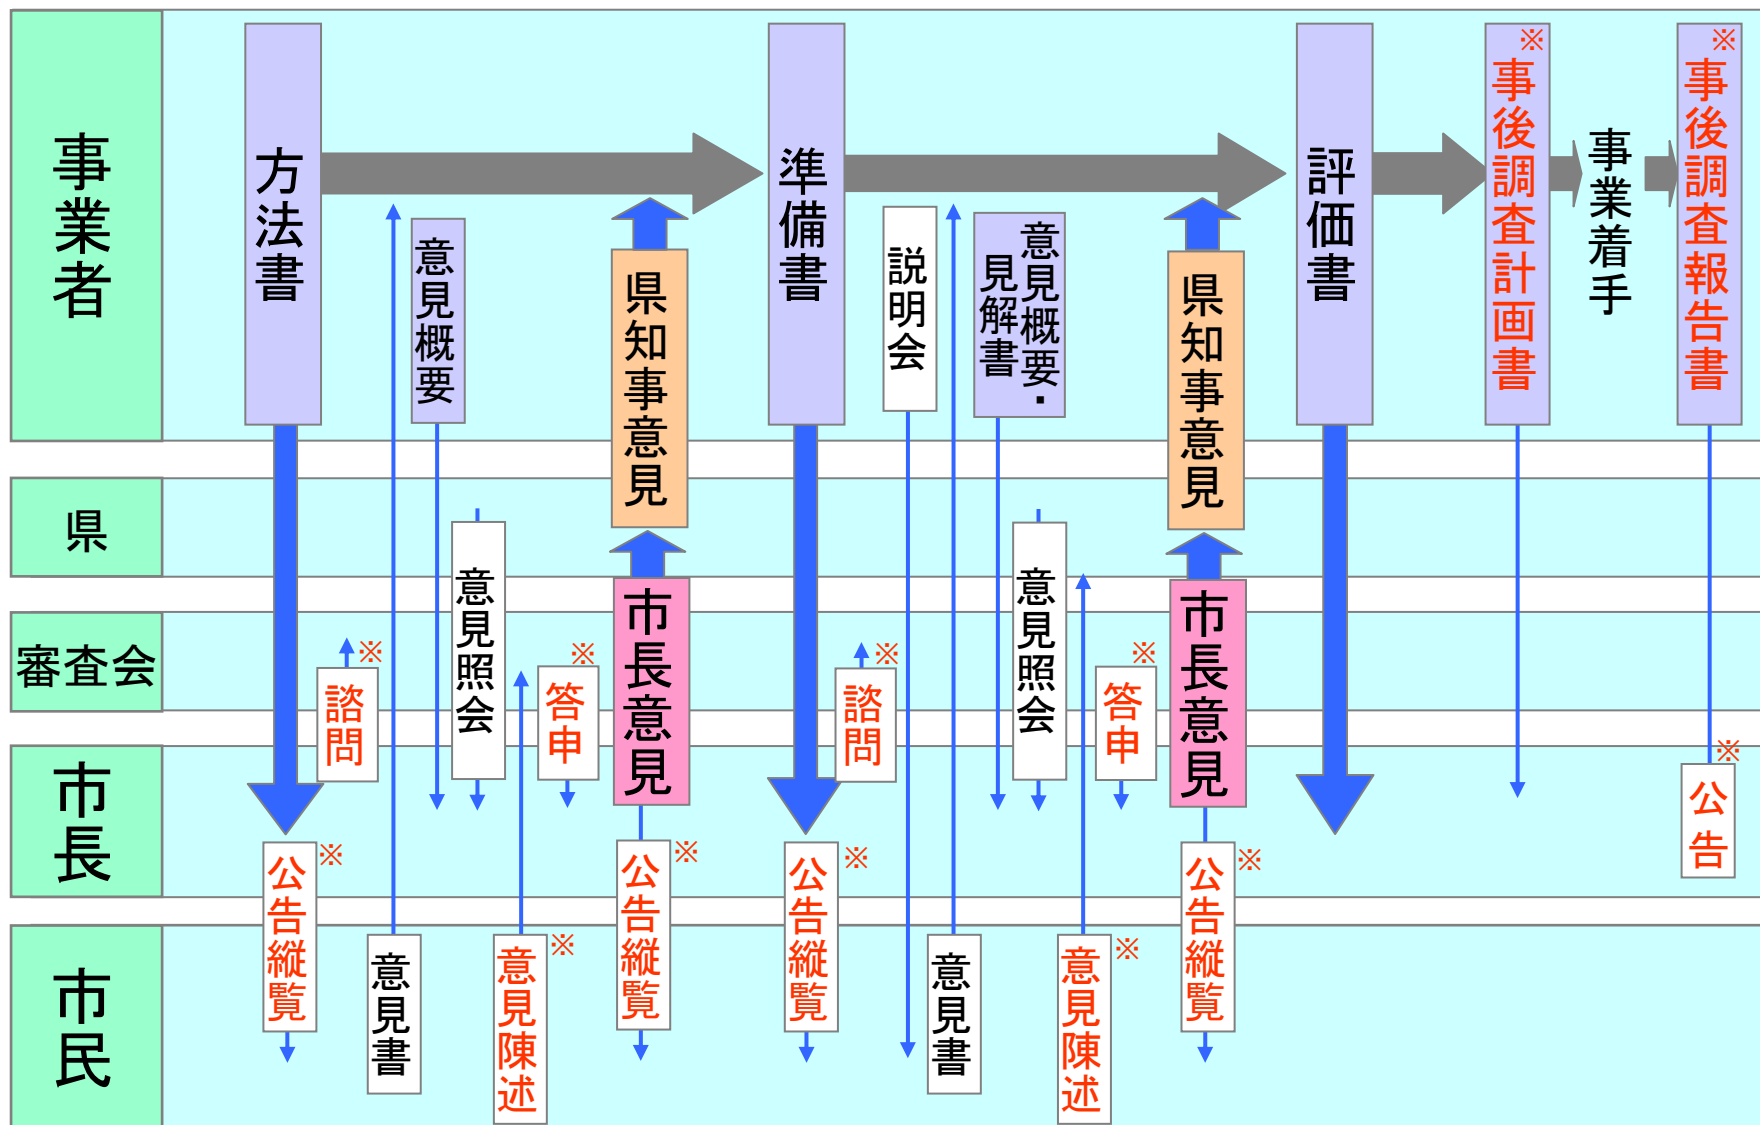 事業者
方法書
意見概要
県知事意見
準備書
説明会
意見概要・
見解書
県知事意見
評価書
※
事後調査計画書
事業着手
※
事後調査報告書
県
意見照会
市長意見
意見照会
市長意見
審査会
※
諮問
※
答申
※
諮問
※
答申
市長
※
公告縦覧
※
公告縦覧
※
公告縦覧
※
公告縦覧
※
公告
市民
意見書
※
意見陳述
意見書
※
意見陳述